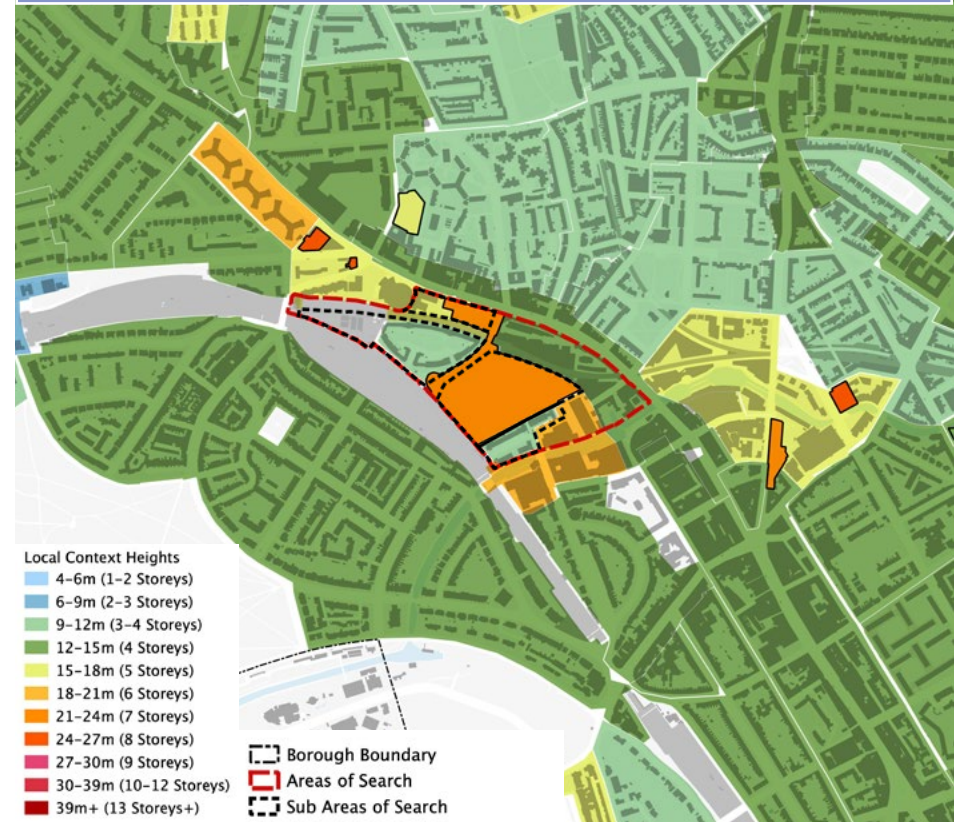 Local Context Heights
4-6m (1-2 Storeys)
6-9m (2-3 Storeys)
9-12m (3-4 Storeys)
12-15m (4 Storeys)
15-18m (5 Storeys)
18-21m (6 Storeys)
21-24m (7 Storeys)
24-27m (8 Storeys)
27-30m (9 Storeys)
30-39m (10-12 Storeys)
39m+ (13 Storeys+)
Borough Boundary
Areas of Search
Sub Areas of Search